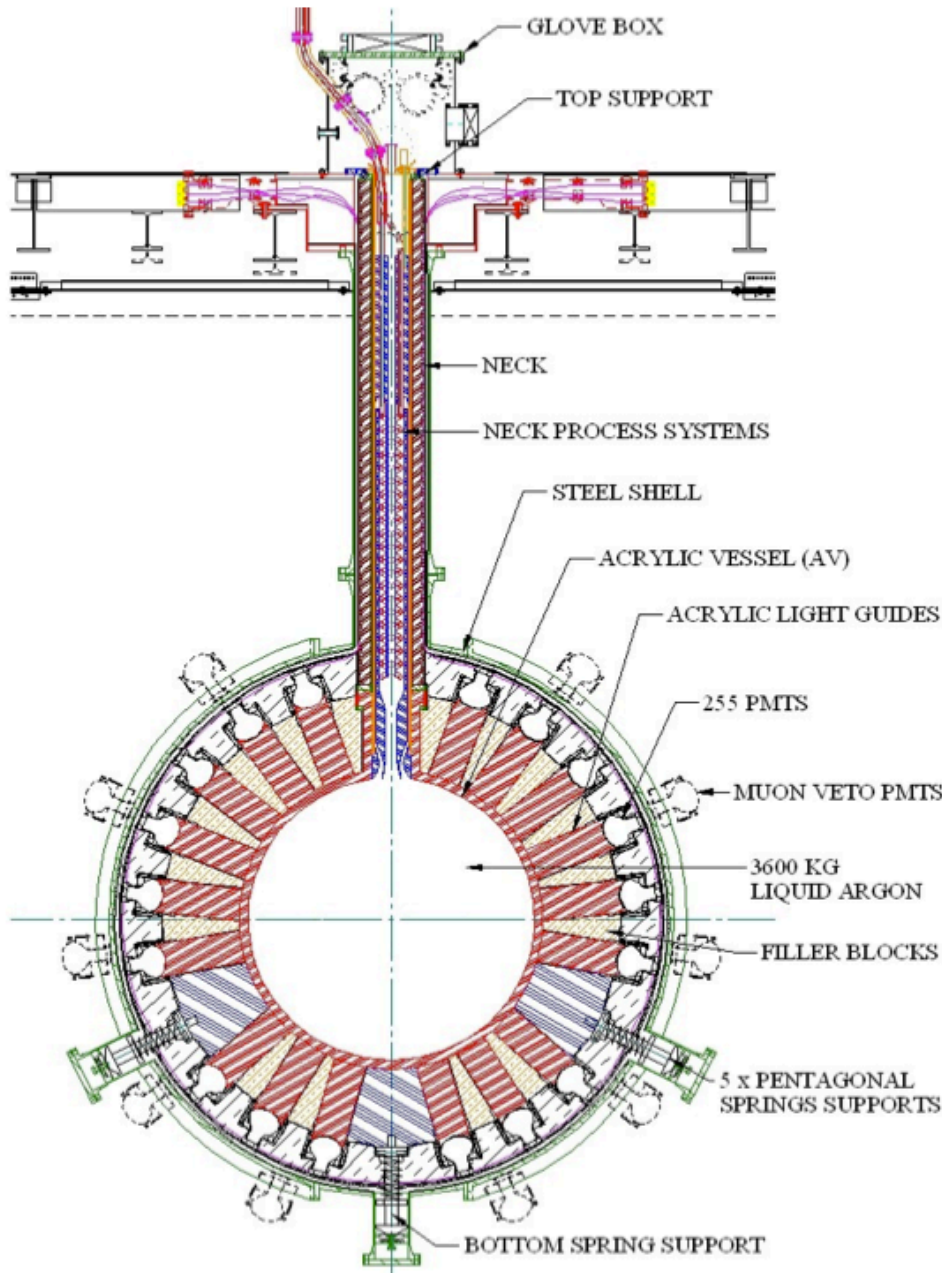 GLOVE BOX
TOP SUPPORT
NECK
NECK PROCESS SYSTEMS
STEEL SHELL
ACRYLIC VESSEL (AV)
ACRYLIC LIGHT GUIDES
255 PMTS
MUON VETO PMTS
3600 KG
LIQUID ARGON
FILLER BLOCKS
5 x PENTAGONAL
SPRINGS SUPPORTS
BOTTOM SPRING SUPPORT